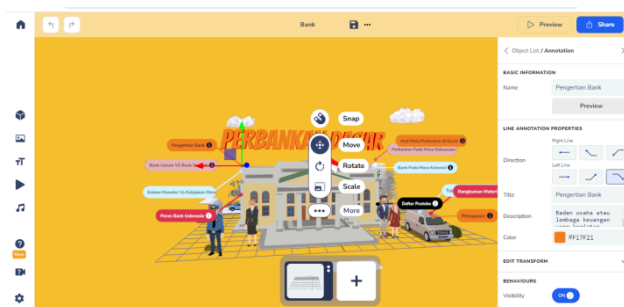 Bank
Preview
Share
Object List / Annotation
BASIC INFORMATION
Name
Pengertian Bank
Preview
LINE ANNOTATION PROPERTIES
Right Line
Direction
Left Line
Title
Pengertian Bank
Description
Badan usaha atau
lembaga keuangan
yang kegiatan
Color
#F17F21
EDIT TRANSFORM
BEHAVIOURS
Visibility
ON
Snap
Move
Rotate
Scale
More
PERBANKAN DASAR
Pengertian Bank
Bank Umum VS Bank
Sistem Moneter Vs Kebijakan
Peran Bank Indonesia
Bank Pada Masa Kolonial
Rangkuman Materi
Daftar Pustaka
Penugasan
New